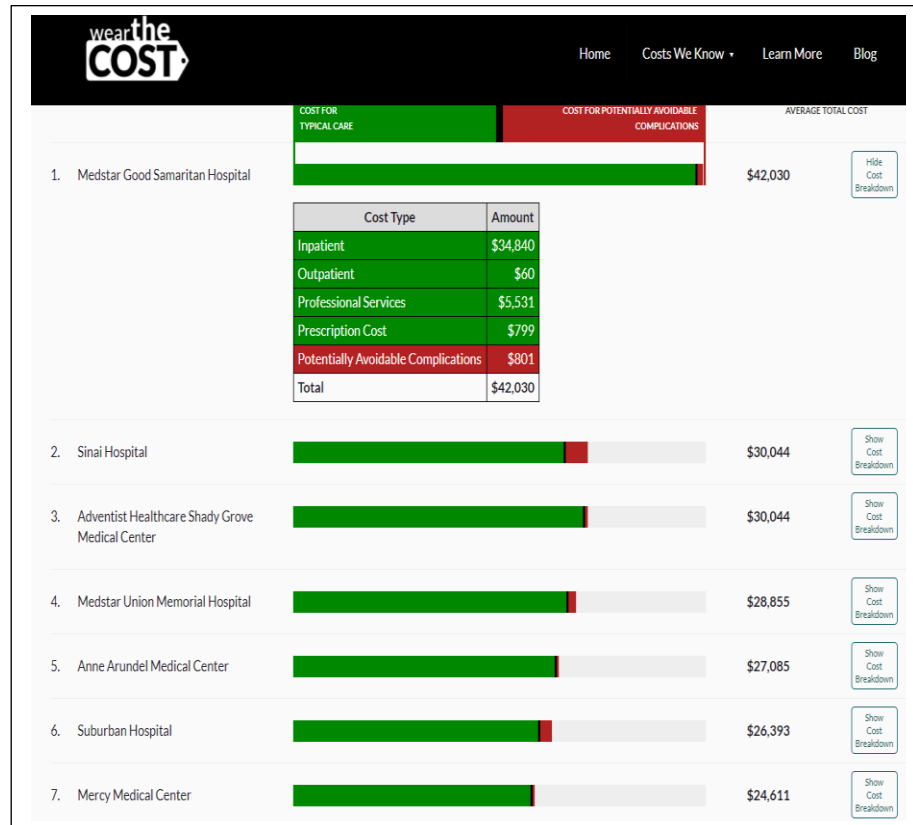 wearthe
COST
Home Costs We Know Learn More Blog
COST FOR COST FOR POTENTIALLY AVOIDABLE AVERAGE TOTAL COST
TYPICAL CARE COMPLICATIONS
1. Medstar Good Samaritan Hospital $42,030 Hide Cost Breakdown
Cost Type Amount
Inpatient $34,840
Outpatient $60
Professional Services $5,531
Prescription Cost $799
Potentially Avoidable Complications $801
Total $42,030
2. Sinai Hospital $30,044 Show Cost Breakdown
3. Adventist Healthcare Shady Grove $30,044 Show Cost Breakdown
Medical Center
4. Medstar Union Memorial Hospital $28,855 Show Cost Breakdown
5. Anne Arundel Medical Center $27,085 Show Cost Breakdown
6. Suburban Hospital $26,393 Show Cost Breakdown
7. Mercy Medical Center $24,611 Show Cost Breakdown